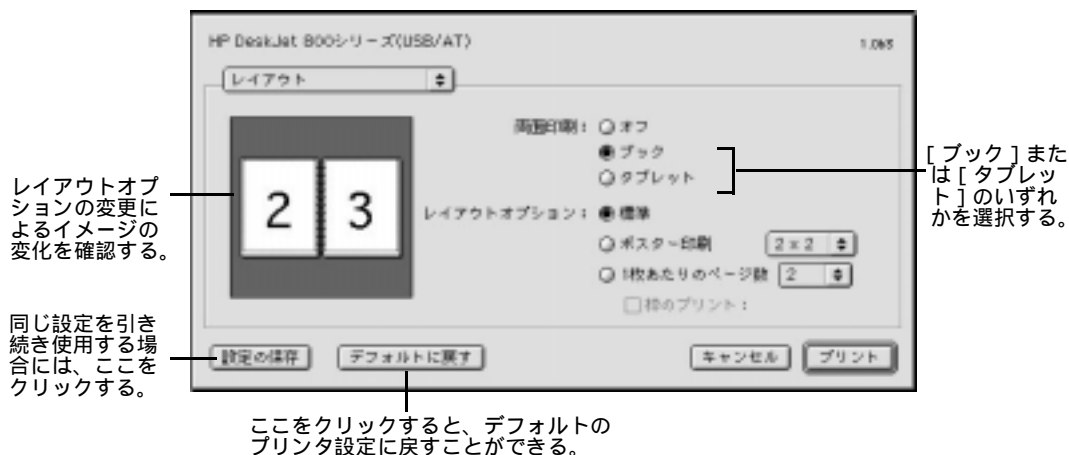 HP DeskJet 800シリーズ(USB/AT)
1.0b5
レイアウト
両面印刷： オフ
ブック
タブレット
2 3
レイアウトオプション： 標準
ポスター印刷 2 x 2
1枚あたりのページ数 2
枠のプリント：
設定の保存 デフォルトに戻す キャンセル プリント
レイアウトオプ
ションの変更に
よるイメージの
変化を確認する。
同じ設定を引き
続き使用する場
合には、ここを
クリックする。
[ ブック ] また
は [ タブレッ
ト ] のいずれ
かを選択する。
ここをクリックすると、デフォルトの
プリンタ設定に戻すことができる。